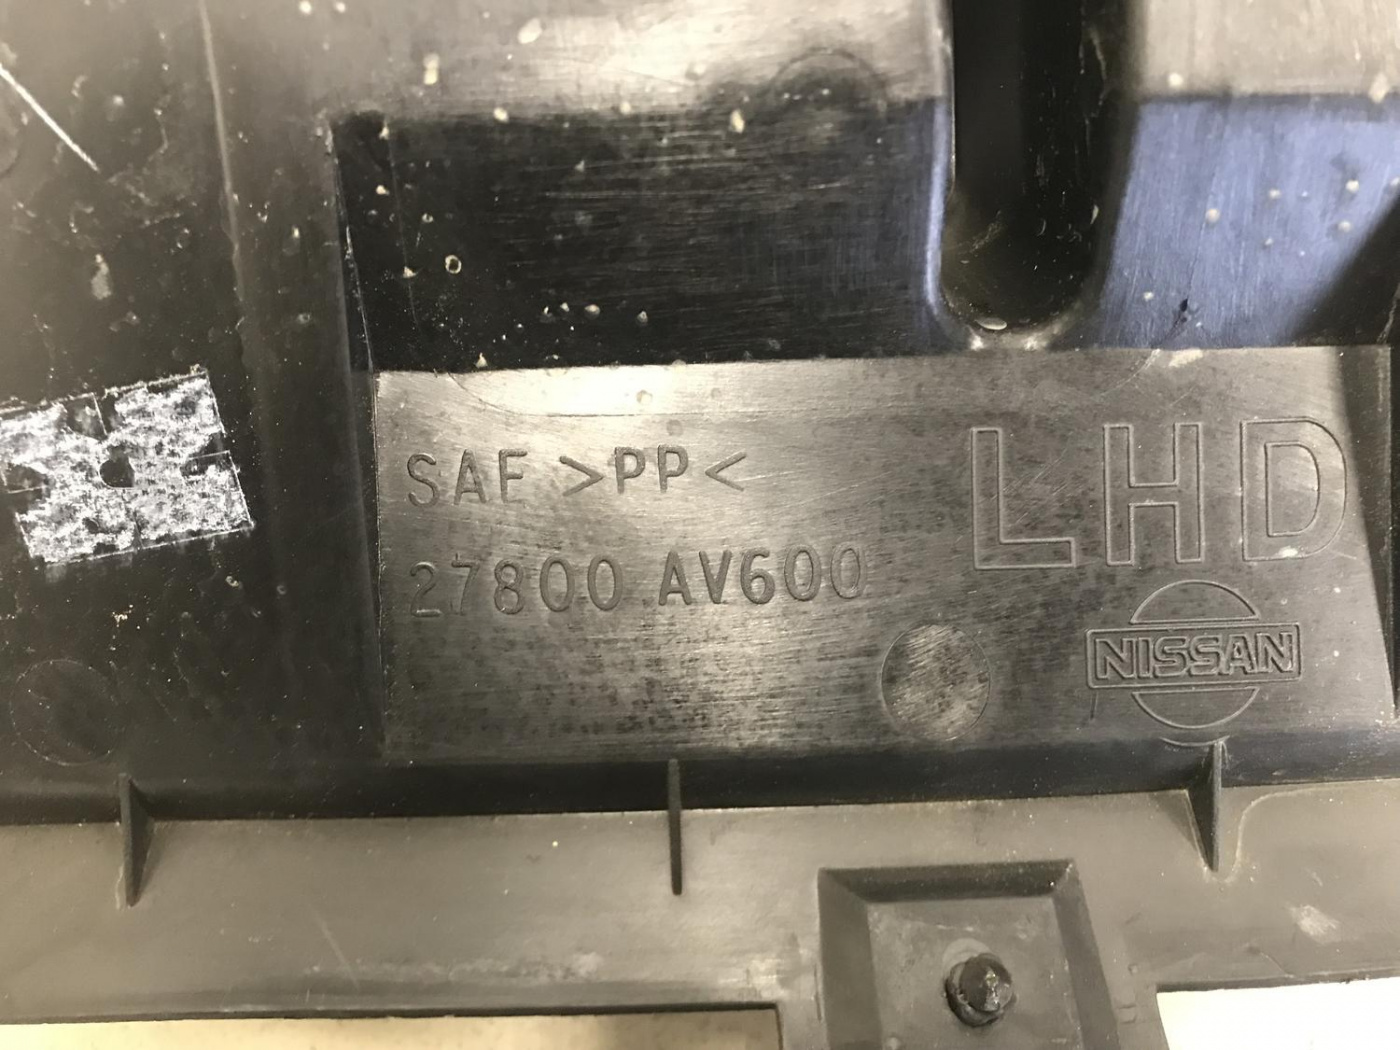 SAE >PP<
27800 AV600
LHD
NISSAN